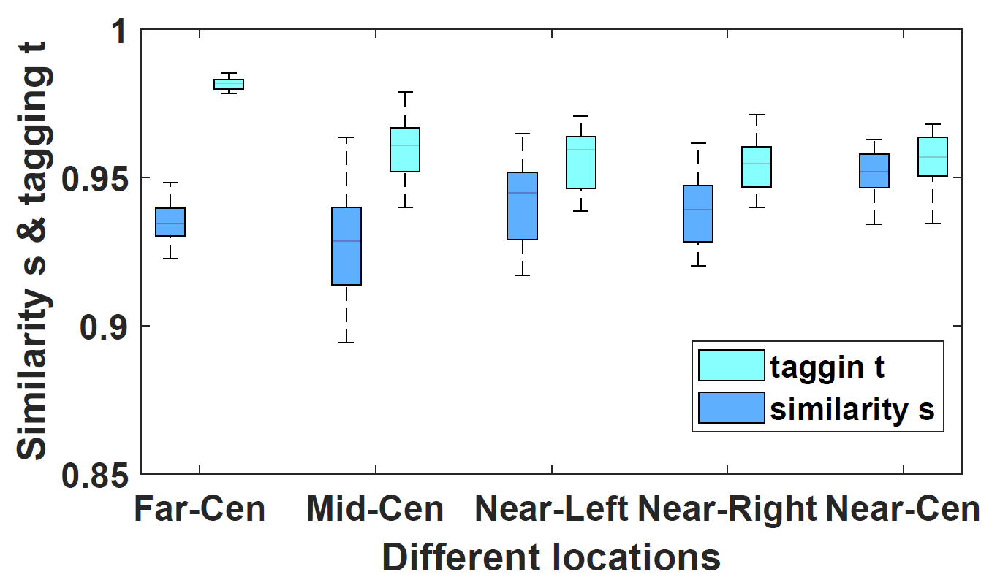 Similarity s & tagging t
1
0.95
0.9
0.85
taggin t
similarity s
Far-Cen Mid-Cen Near-Left Near-Right Near-Cen
Different locations